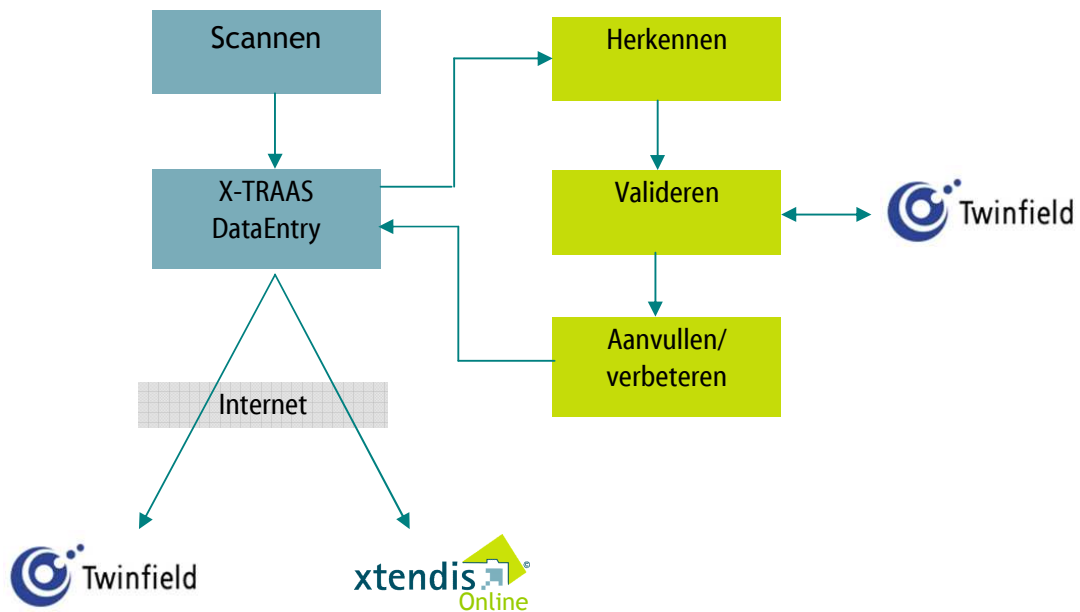 Scannen
Herkennen
X-TRAAS
DataEntry
Valideren
Twinfield
Aanvullen/
verbeteren
Internet
Twinfield
xtendis©
Online